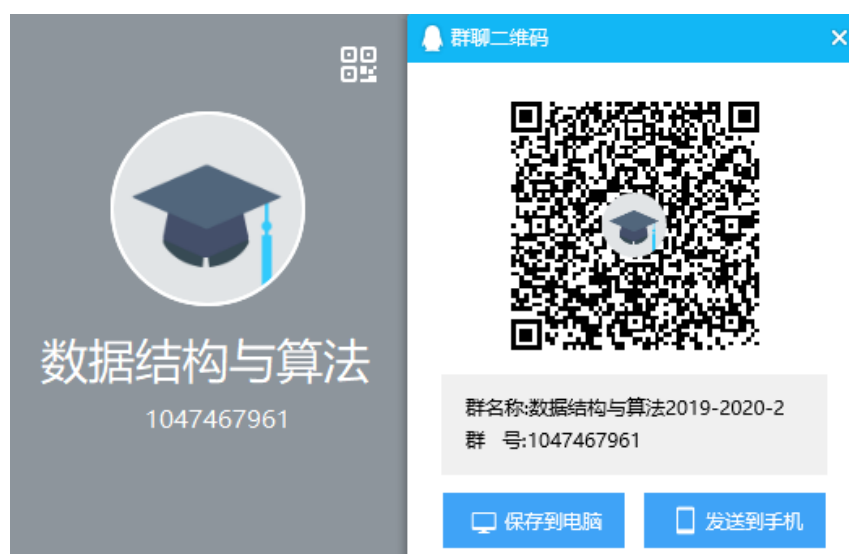 数据结构与算法
1047467961
群聊二维码
群名称:数据结构与算法2019-2020-2
群 号:1047467961
保存到电脑
发送到手机